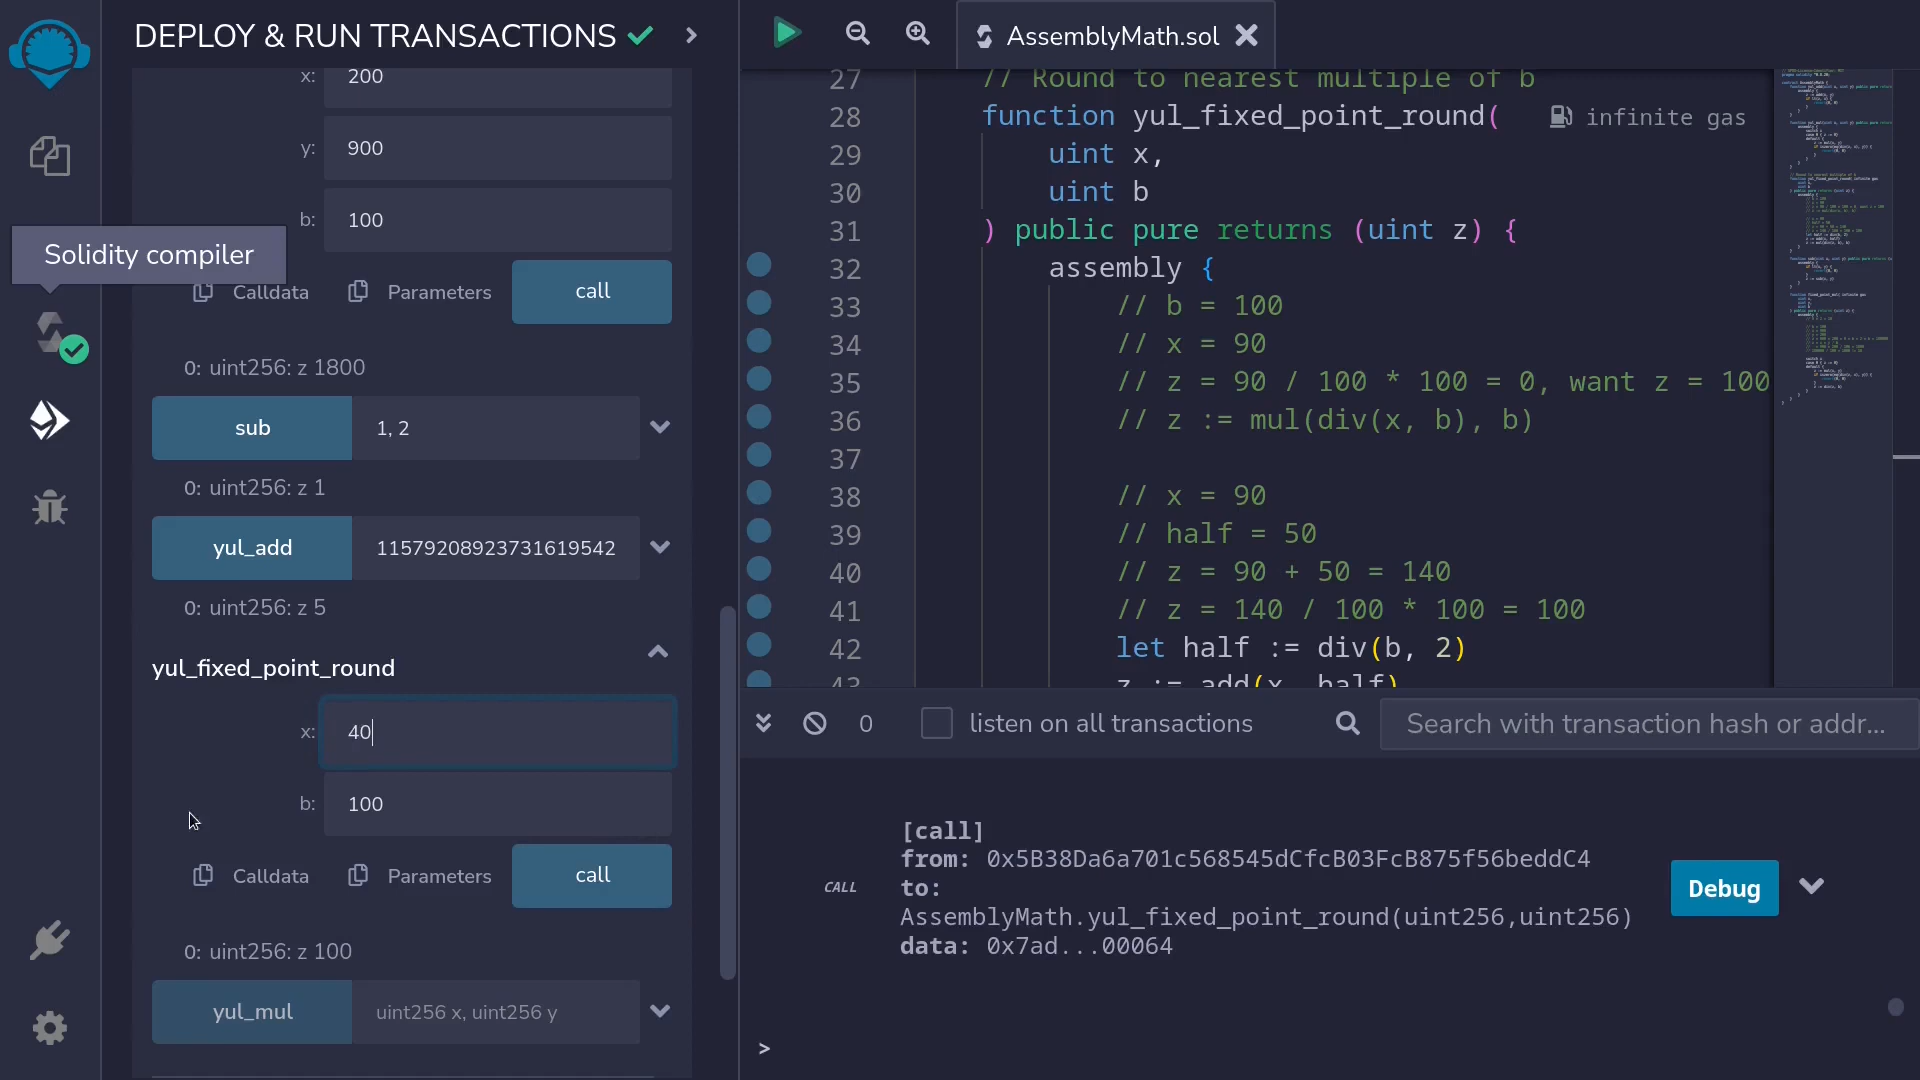 DEPLOY & RUN TRANSACTIONS
x: 200
y: 900
b: 100
Solidity compiler
Calldata Parameters call
0: uint256: z 1800
sub 1, 2
0: uint256: z 1
yul_add 11579208923731619542
0: uint256: z 5
yul_fixed_point_round
x: 40
b: 100
Calldata Parameters call
0: uint256: z 100
yul_mul uint256 x, uint256 y
AssemblyMath.sol
27 // Round to nearest multiple of b
28 function yul_fixed_point_round( infinite gas
29 uint x,
30 uint b
31 ) public pure returns (uint z) {
32 assembly {
33 // b = 100
34 // x = 90
35 // z = 90 / 100 * 100 = 0, want z = 100
36 // z := mul(div(x, b), b)
37
38 // x = 90
39 // half = 50
40 // z = 90 + 50 = 140
41 // z = 140 / 100 * 100 = 100
42 let half := div(b, 2)
43 z := add(x, half)
0 listen on all transactions Search with transaction hash or addr...
[call]
from: 0x5B38Da6a701c568545dCfcB03FcB875f56beddC4
CALL to:
AssemblyMath.yul_fixed_point_round(uint256,uint256)
data: 0x7ad...00064
Debug
>